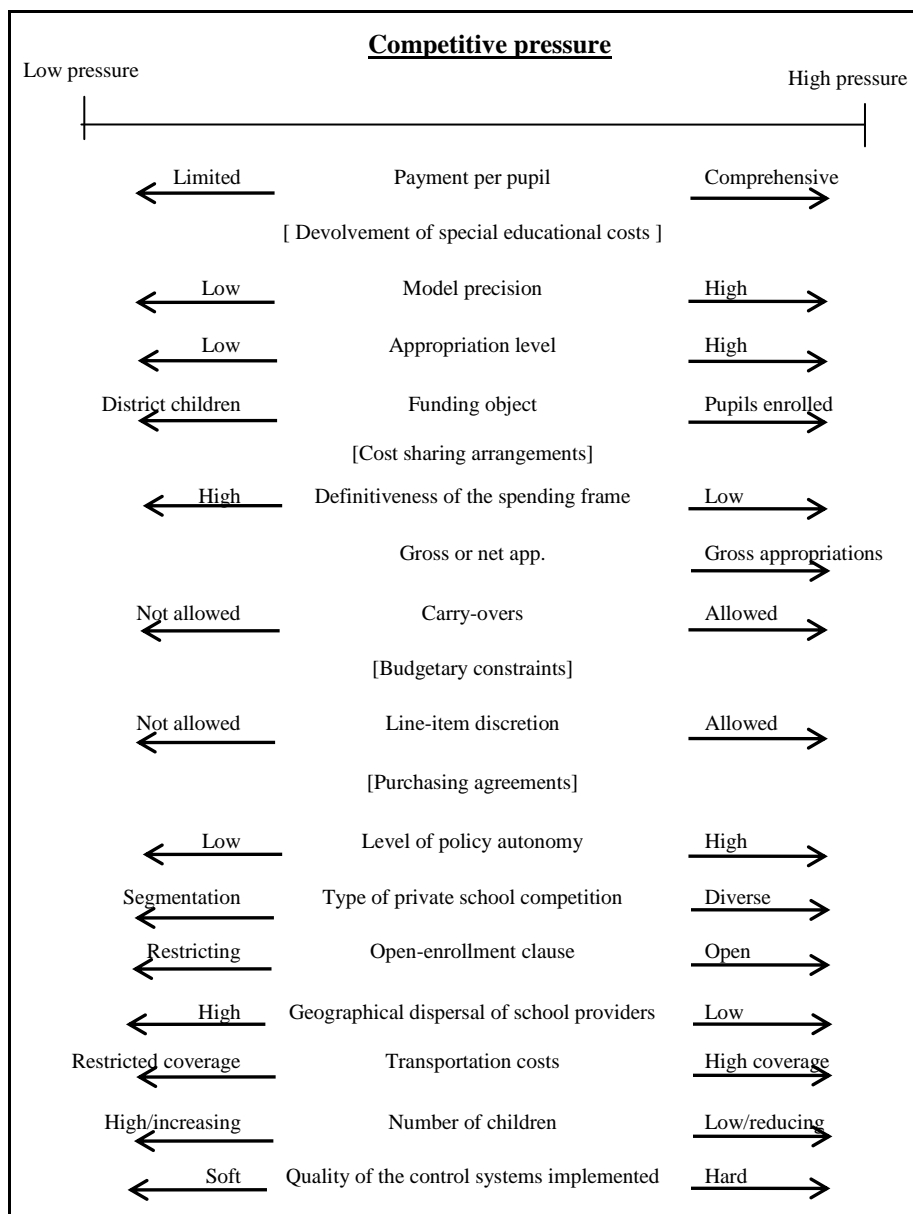 Competitive pressure
Low pressure
High pressure
Limited Payment per pupil Comprehensive
[ Devolvement of special educational costs ]
Low Model precision High
Low Appropriation level High
District children Funding object Pupils enrolled
[Cost sharing arrangements]
High Definitiveness of the spending frame Low
Gross or net app. Gross appropriations
Not allowed Carry-overs Allowed
[Budgetary constraints]
Not allowed Line-item discretion Allowed
[Purchasing agreements]
Low Level of policy autonomy High
Segmentation Type of private school competition Diverse
Restricting Open-enrollment clause Open
High Geographical dispersal of school providers Low
Restricted coverage Transportation costs High coverage
High/increasing Number of children Low/reducing
Soft Quality of the control systems implemented Hard